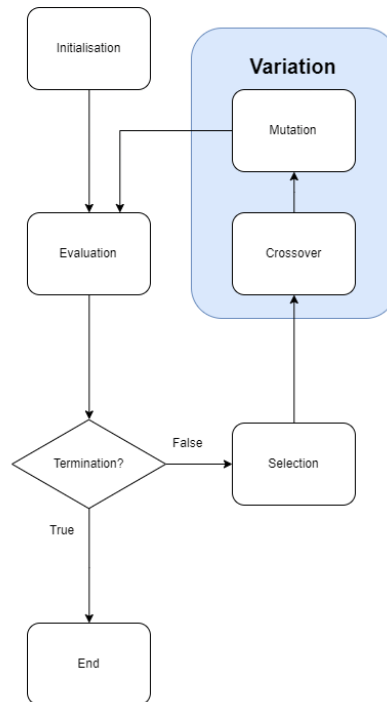 Initialisation
Variation
Mutation
Evaluation
Crossover
Termination?
False
Selection
True
End